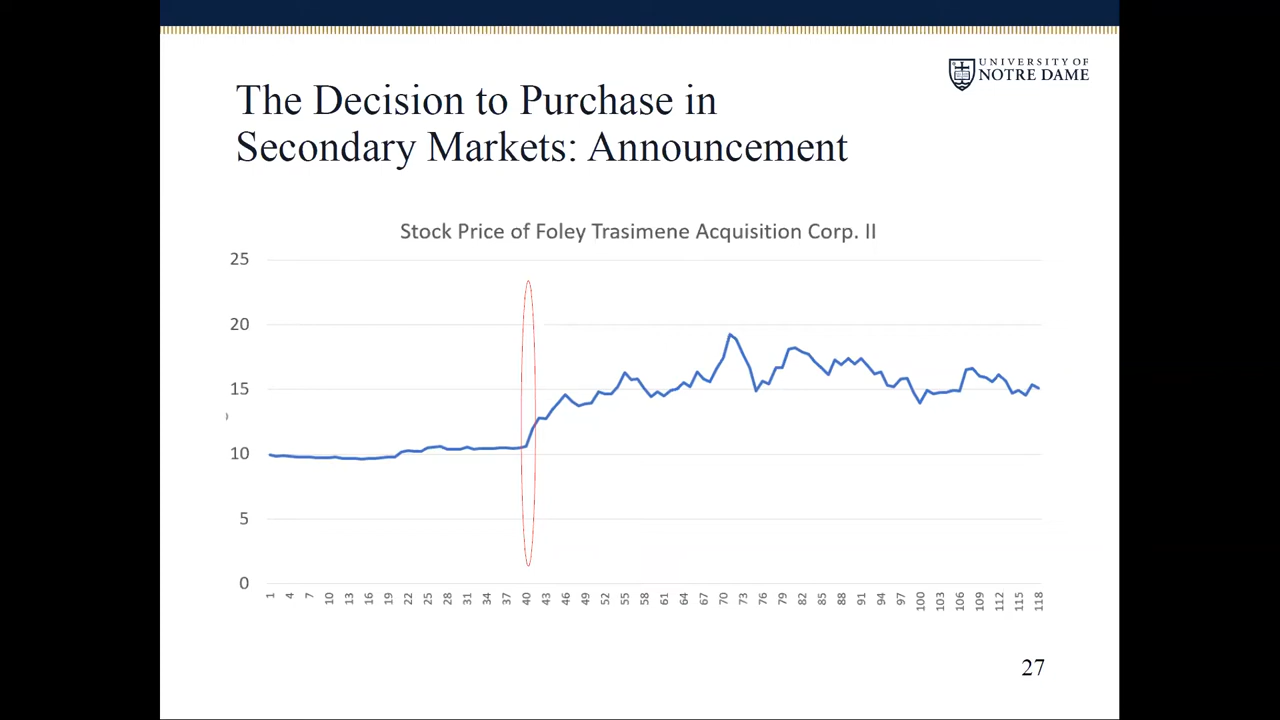 UNIVERSITY OF
NOTRE DAME
The Decision to Purchase in
Secondary Markets: Announcement
Stock Price of Foley Trasimene Acquisition Corp. II
25
20
15
10
5
0
1 4 7 10 13 16 19 22 25 28 31 34 37 40 43 46 49 52 55 58 61 64 67 70 73 76 79 82 85 88 91 94 97 100 103 106 109 112 115 118
27